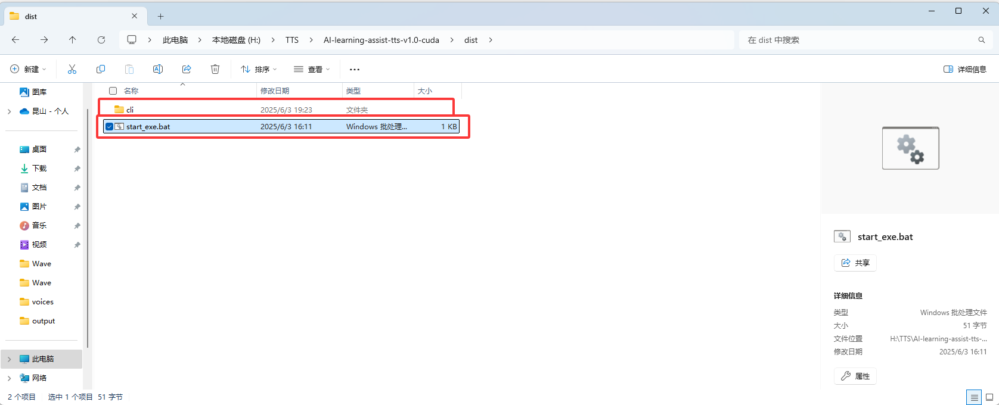 dist
此电脑 本地磁盘 (H:) TTS AI-learning-assist-tts-v1.0-cuda dist
在 dist 中搜索
新建 排序 查看 详细信息
图库
昆山 - 个人
桌面
下载
文档
图片
音乐
视频
Wave
Wave
voices
output
此电脑
网络
名称 修改日期 类型 大小
cli 2025/6/3 19:23 文件夹
start_exe.bat 2025/6/3 16:11 Windows 批处理... 1 KB
start_exe.bat
共享
详细信息
类型 Windows 批处理文件
大小 51 字节
文件位置 H:\TTS\AI-learning-assist-tts-...
修改日期 2025/6/3 16:11
属性
2 个项目 选中 1 个项目 51 字节